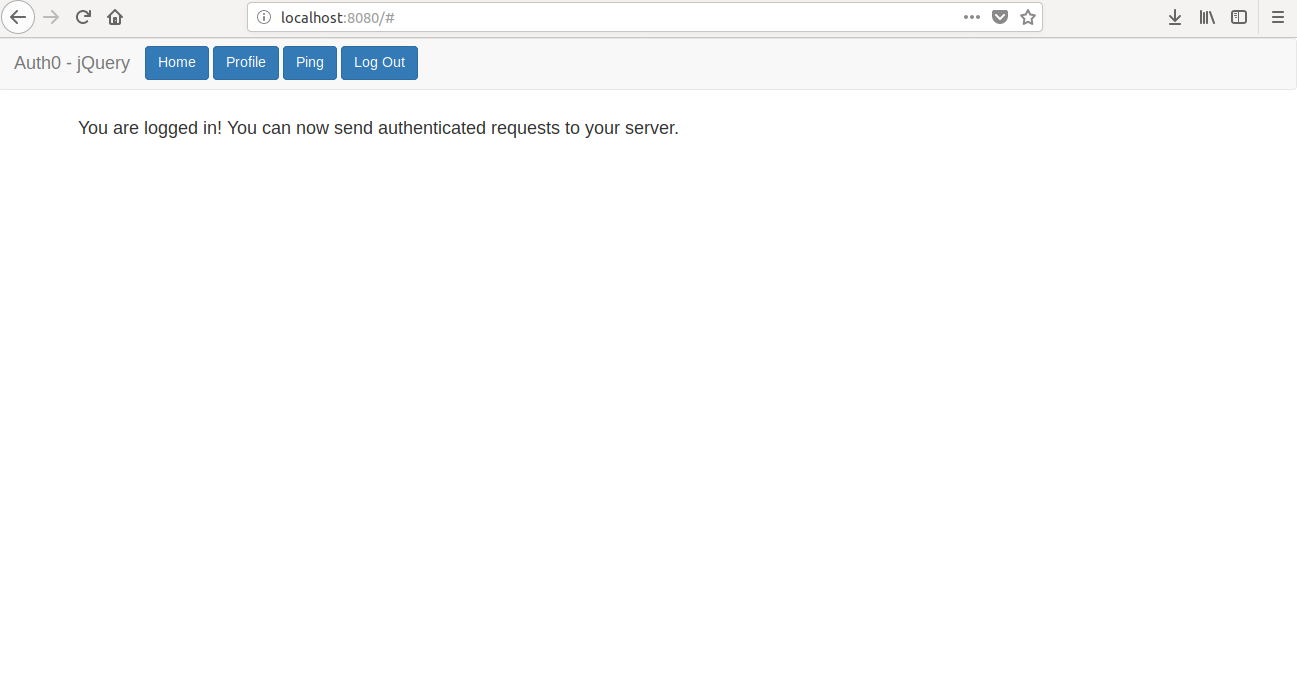 localhost:8080/#
Auth0 - jQuery Home Profile Ping Log Out
You are logged in! You can now send authenticated requests to your server.